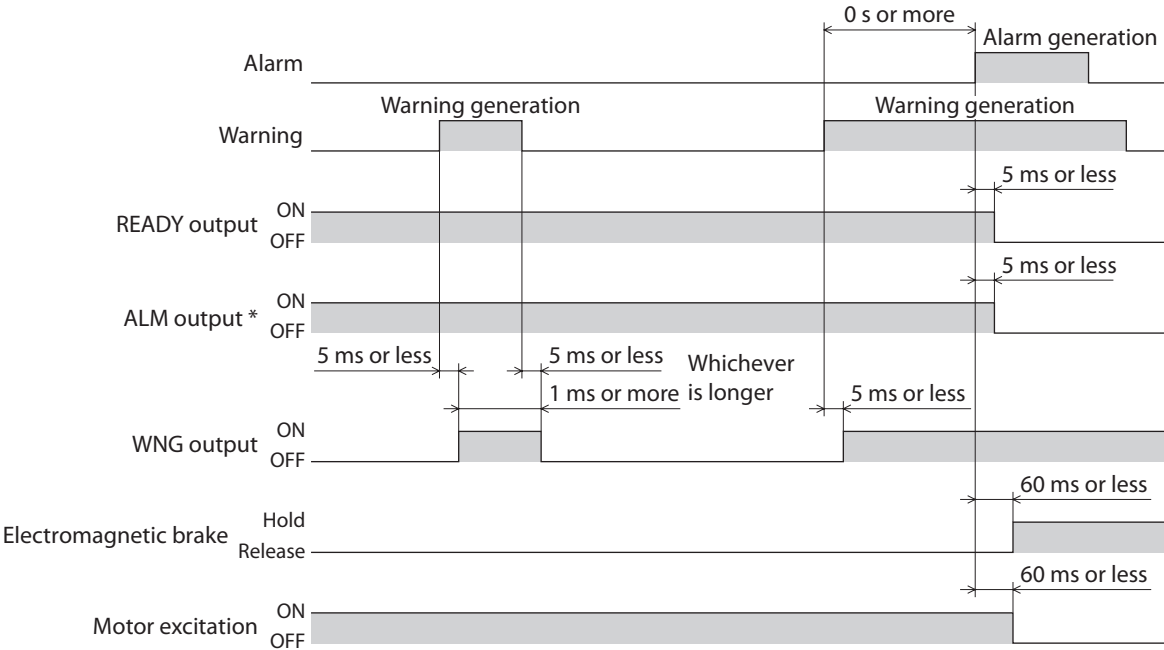 0 s or more
Alarm generation
Alarm
Warning generation
Warning generation
Warning
5 ms or less
READY output
ON
OFF
5 ms or less
ALM output *
ON
OFF
5 ms or less
5 ms or less
Whichever
is longer
1 ms or more
5 ms or less
WNG output
ON
OFF
60 ms or less
Electromagnetic brake
Hold
Release
60 ms or less
Motor excitation
ON
OFF